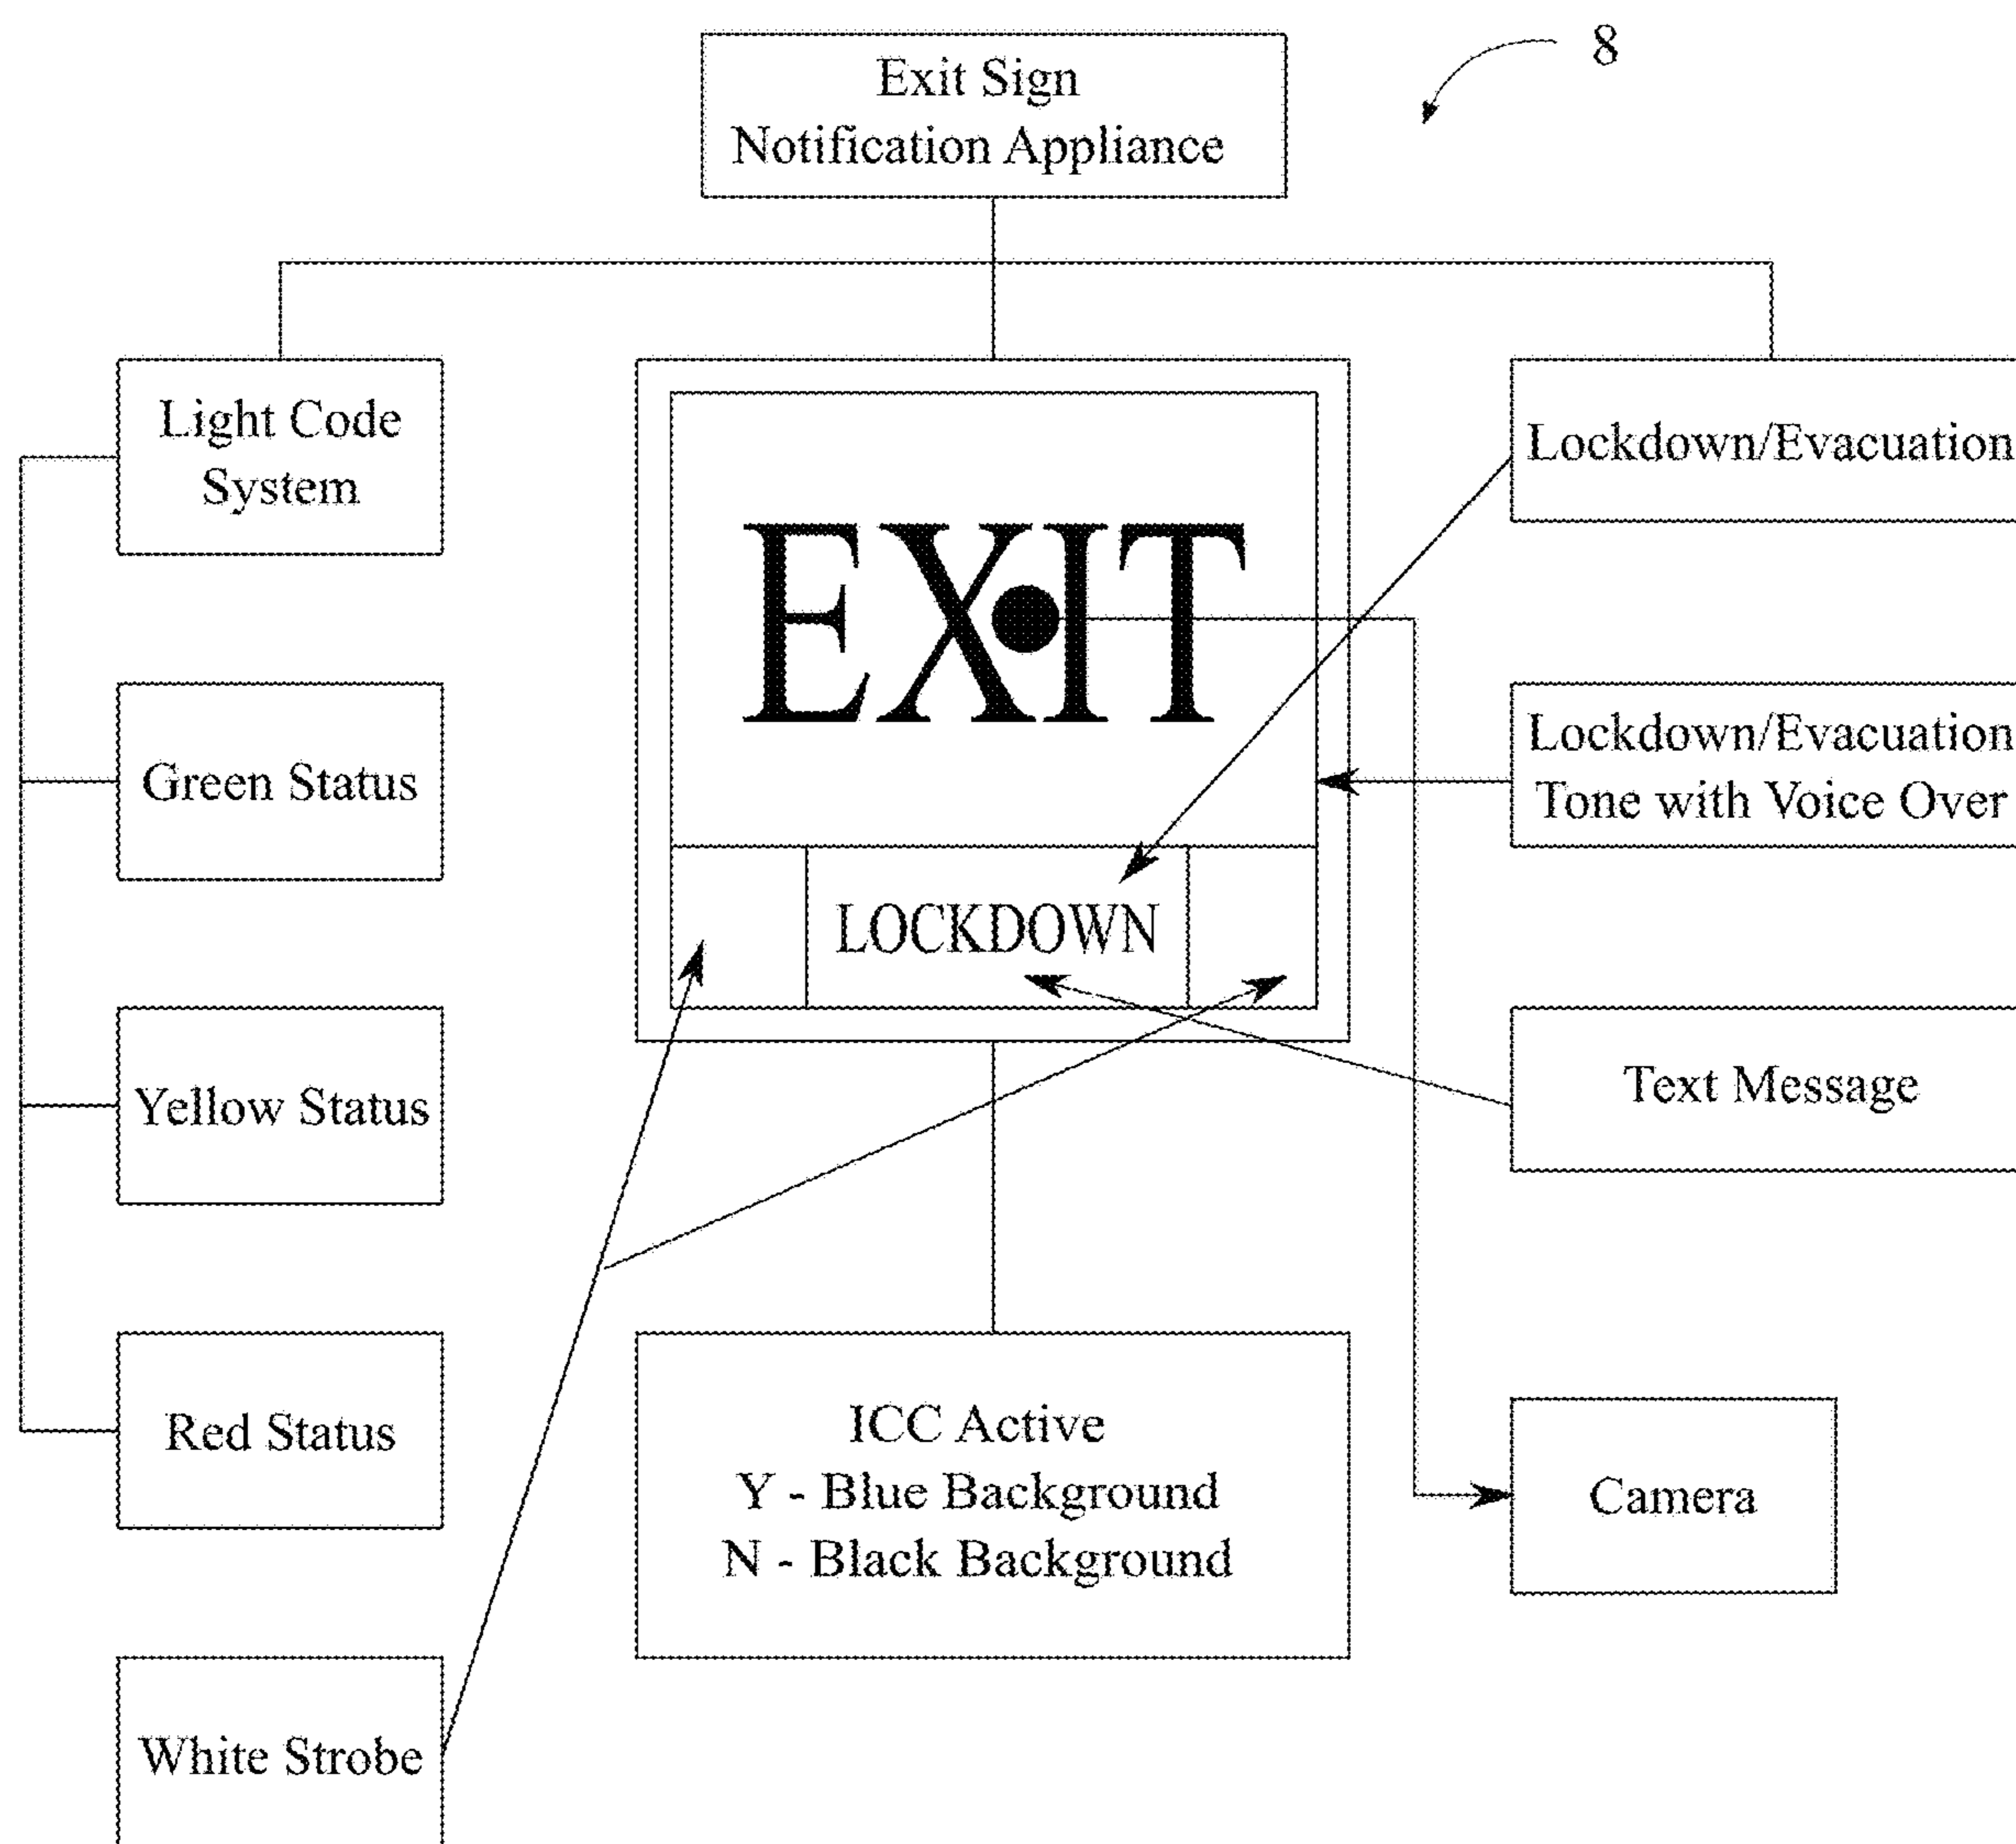 8
Exit Sign
Notification Appliance
Light Code
System
Green Status
Yellow Status
Red Status
White Strobe
EXIT
LOCKDOWN
ICC Active
Y - Blue Background
N - Black Background
Lockdown/Evacuation
Lockdown/Evacuation
Tone with Voice Over
Text Message
Camera